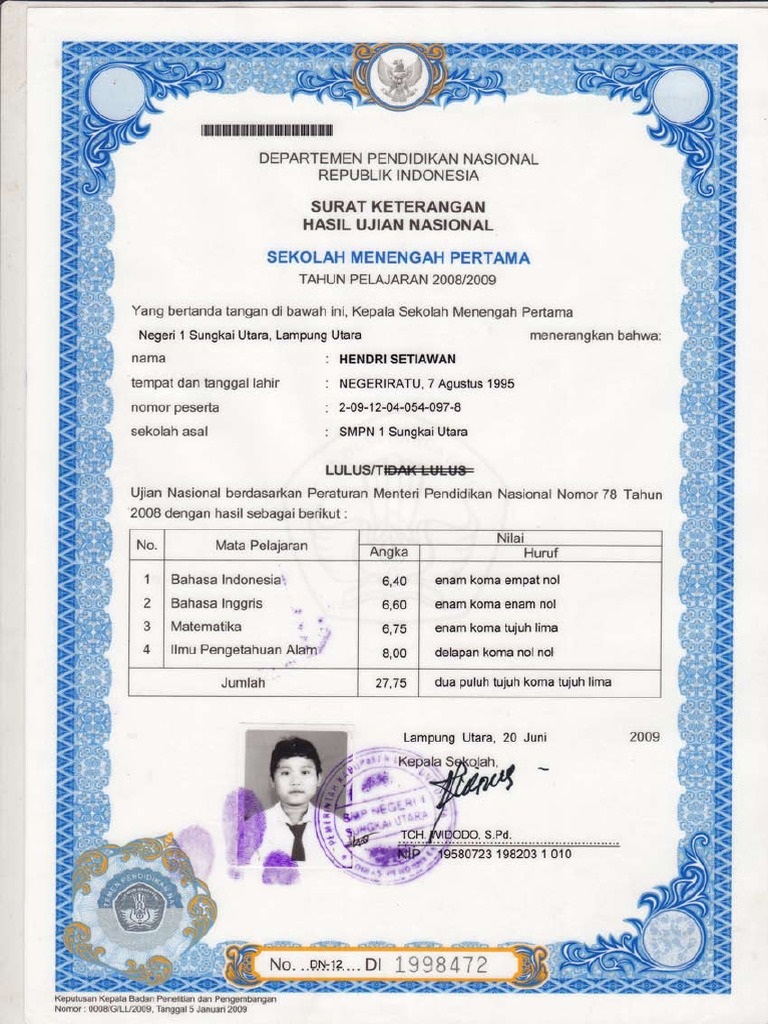 DEPARTEMEN PENDIDIKAN NASIONAL
REPUBLIK INDONESIA
SURAT KETERANGAN
HASIL UJIAN NASIONAL
SEKOLAH MENENGAH PERTAMA
TAHUN PELAJARAN 2008/2009
Yang bertanda tangan di bawah ini, Kepala Sekolah Menengah Pertama
Negeri 1 Sungkai Utara, Lampung Utara menerangkan bahwa:
nama : HENDRI SETIAWAN
tempat dan tanggal lahir : NEGERIRATU, 7 Agustus 1995
nomor peserta : 2-09-12-04-054-097-8
sekolah asal : SMPN 1 Sungkai Utara
LULUS/TIDAK LULUS
Ujian Nasional berdasarkan Peraturan Menteri Pendidikan Nasional Nomor 78 Tahun
2008 dengan hasil sebagai berikut :
No. Mata Pelajaran Nilai
Angka Huruf
1 Bahasa Indonesia 6,40 enam koma empat nol
2 Bahasa Inggris 6,60 enam koma enam nol
3 Matematika 6,75 enam koma tujuh lima
4 Ilmu Pengetahuan Alam 8,00 delapan koma nol nol
Jumlah 27,75 dua puluh tujuh koma tujuh lima
Lampung Utara, 20 Juni 2009
Kepala Sekolah,
SMP NEGERI 1
SUNGKAI UTARA
TCH. WIDODO, S.Pd.
NIP 19580723 198203 1 010
No. ..DN-12.... DI 1998472
Keputusan Kepala Badan Penelitian dan Pengembangan
Nomor : 0008/G/LL/2009, Tanggal 5 Januari 2009